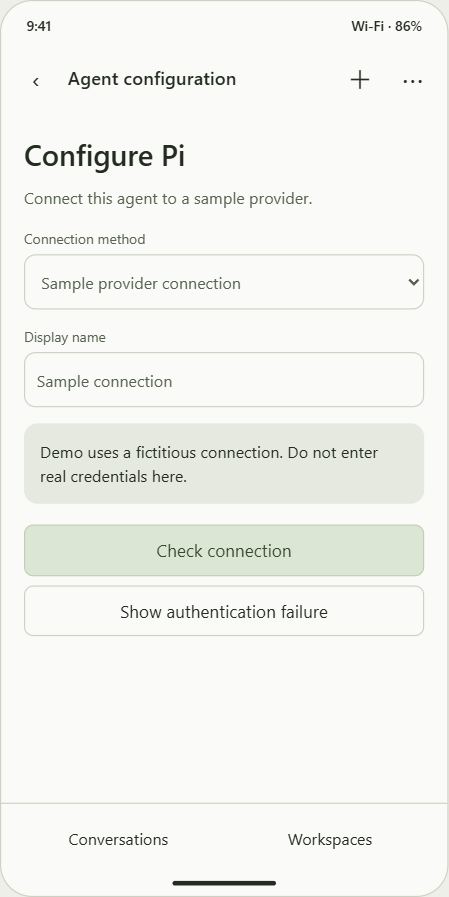 9:41
Wi-Fi · 86%
‹ Agent configuration + ...
Configure Pi
Connect this agent to a sample provider.
Connection method
Sample provider connection
Display name
Sample connection
Demo uses a fictitious connection. Do not enter
real credentials here.
Check connection
Show authentication failure
Conversations
Workspaces